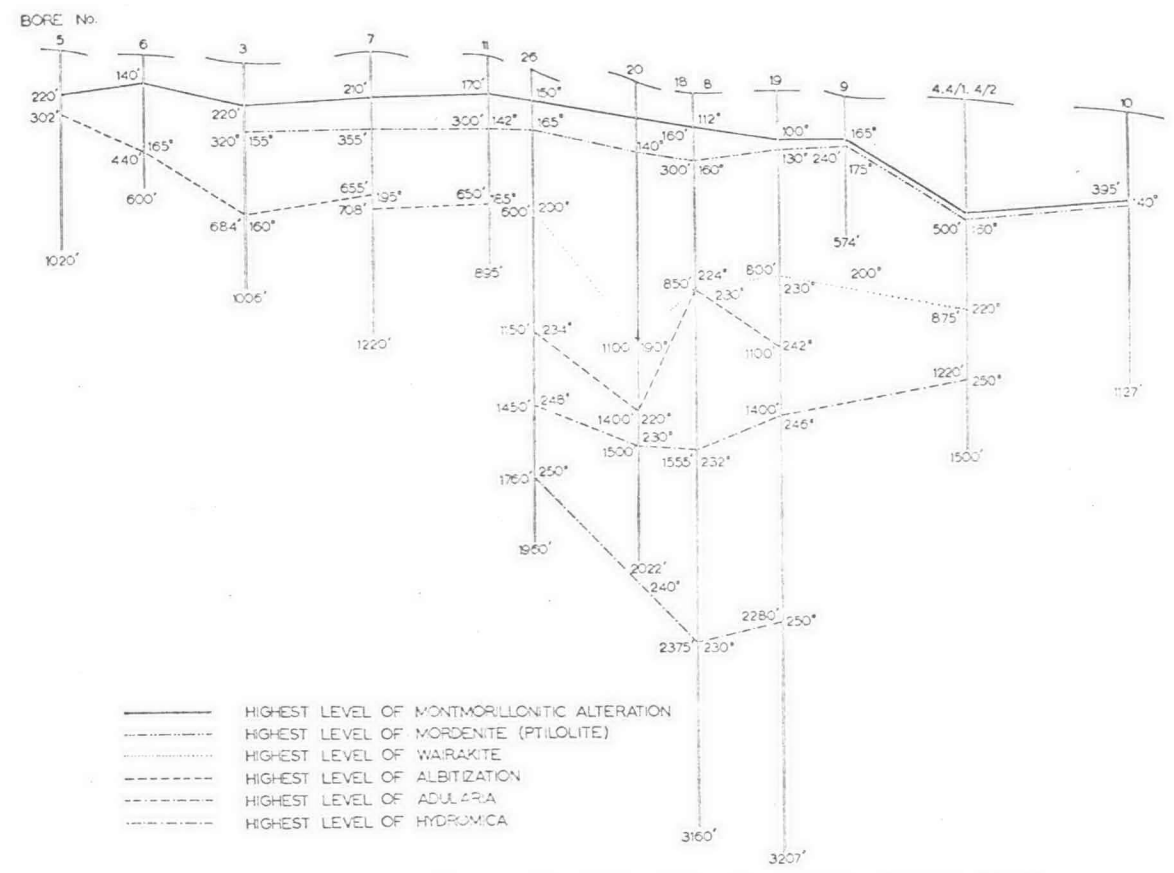 BORE No.
5 6 3 7 11 26 20 18 8 19 9 4. 4/1. 4/2 10
140' 210' 170' 150°
220' 220' 160' 112° 100° 165°
302' 320' 155° 355' 300' 142° 165° 140° 300' 160° 130° 240' 175° 395'
440' 165° 140°
600' 655' 195° 650' 185° 600' 200°
684' 160° 708' 500' 574'
1020' 895' 850' 224° 230° 800' 230° 200°
1005' 875' 220°
1220' 1150' 234° 1100 190° 1100' 242°
1220' 250° 1127'
1450' 248° 1400' 220° 1400' 246°
1500' 230° 1555' 232° 1500'
1760' 250°
1950'
2022'
240°
2280' 250°
2375' 230°
3160'
3207'
HIGHEST LEVEL OF MONTMORILLONITIC ALTERATION
HIGHEST LEVEL OF MORDENITE (PTILOLITE)
HIGHEST LEVEL OF WAIRAKITE
HIGHEST LEVEL OF ALBITIZATION
HIGHEST LEVEL OF ADULARIA
HIGHEST LEVEL OF HYDROMICA